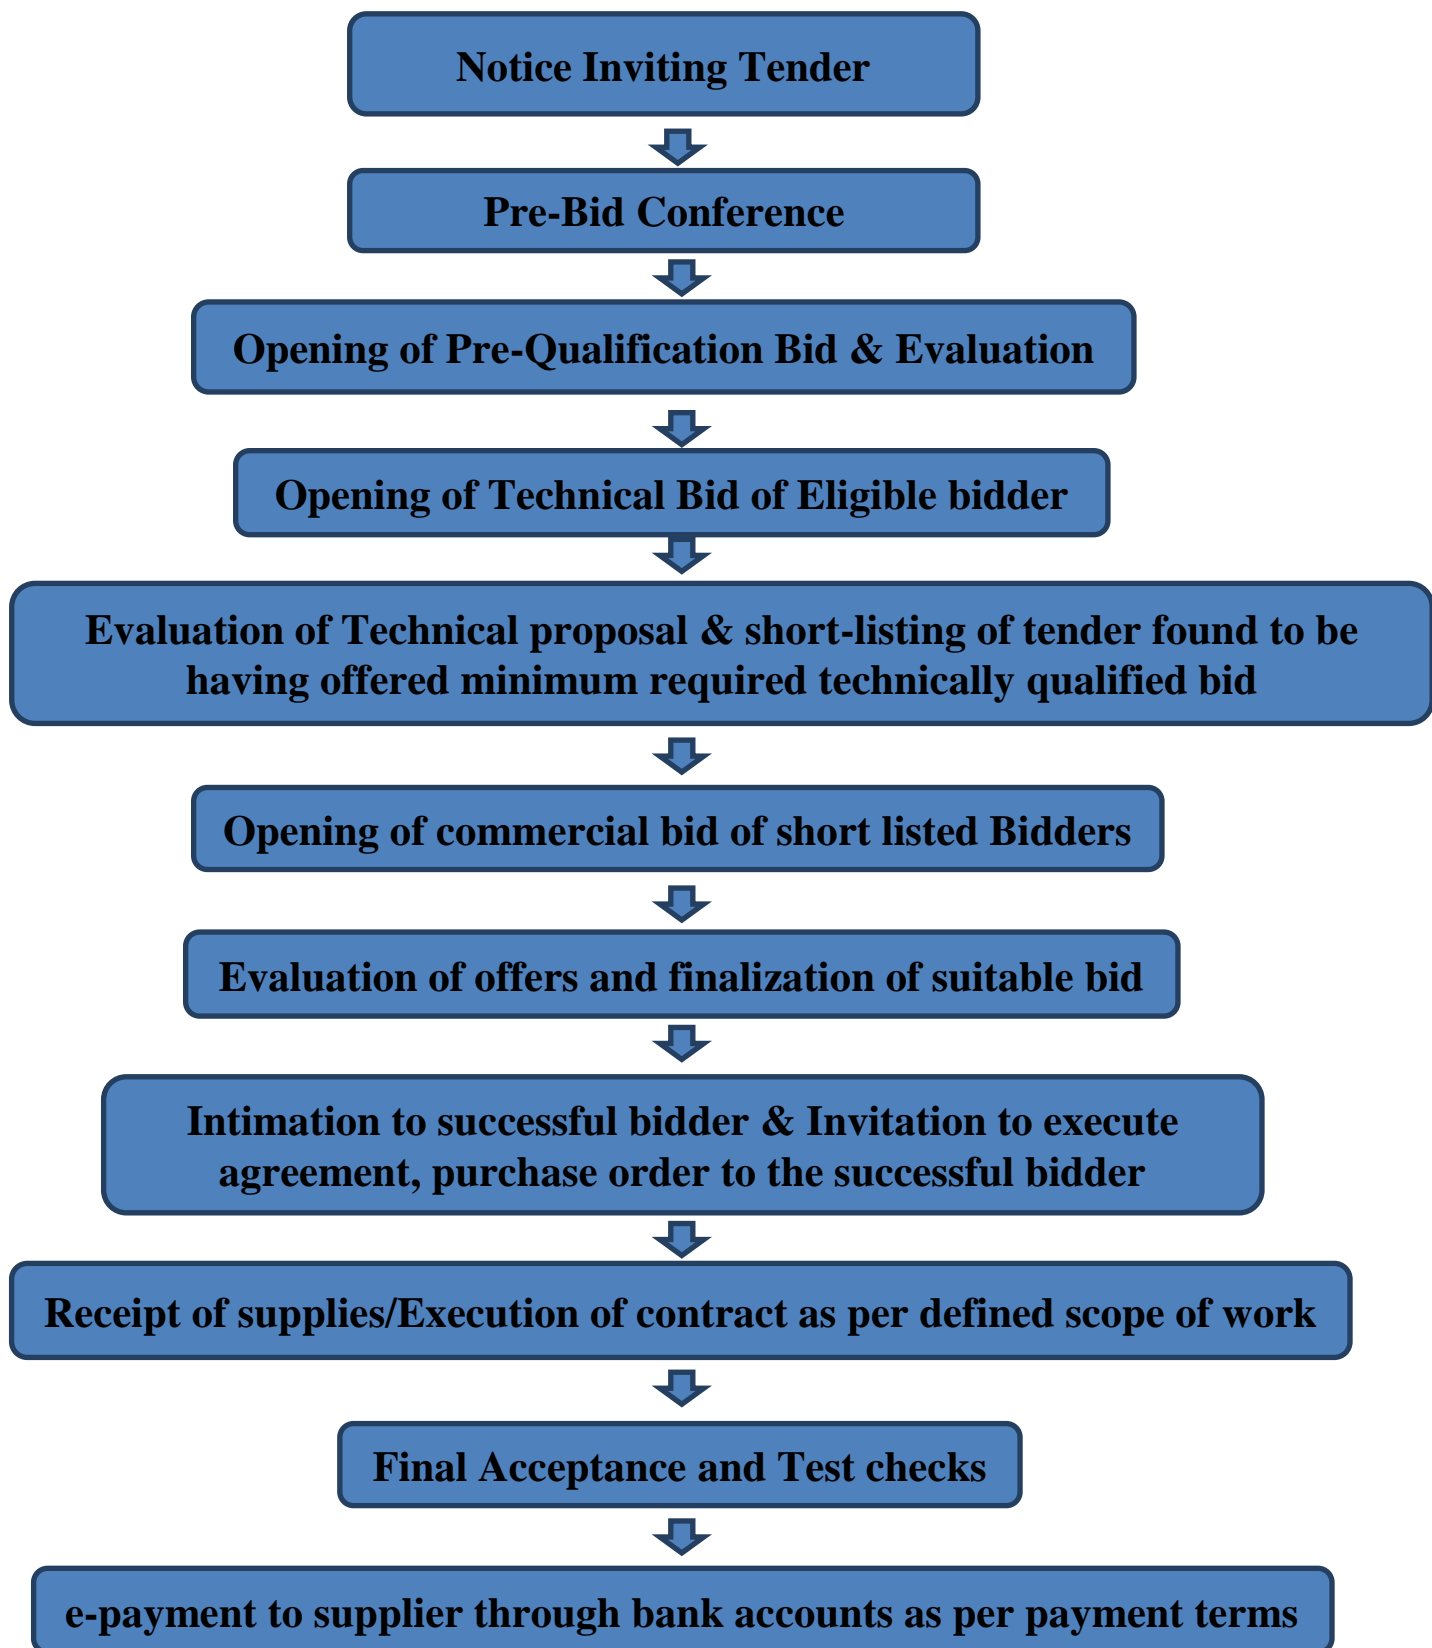 Notice Inviting Tender
Pre-Bid Conference
Opening of Pre-Qualification Bid & Evaluation
Opening of Technical Bid of Eligible bidder
Evaluation of Technical proposal & short-listing of tender found to be
having offered minimum required technically qualified bid
Opening of commercial bid of short listed Bidders
Evaluation of offers and finalization of suitable bid
Intimation to successful bidder & Invitation to execute
agreement, purchase order to the successful bidder
Receipt of supplies/Execution of contract as per defined scope of work
Final Acceptance and Test checks
e-payment to supplier through bank accounts as per payment terms